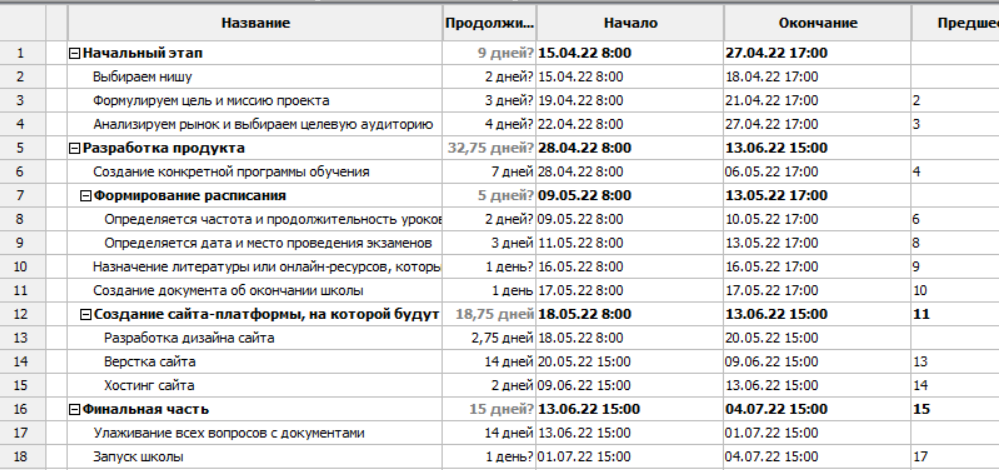 Название Продолжи... Начало Окончание Предше
1 Начальный этап 9 дней? 15.04.22 8:00 27.04.22 17:00
2 Выбираем нишу 2 дней? 15.04.22 8:00 18.04.22 17:00
3 Формулируем цель и миссию проекта 3 дней? 19.04.22 8:00 21.04.22 17:00 2
4 Анализируем рынок и выбираем целевую аудиторию 4 дней? 22.04.22 8:00 27.04.22 17:00 3
5 Разработка продукта 32,75 дней? 28.04.22 8:00 13.06.22 15:00
6 Создание конкретной программы обучения 7 дней 28.04.22 8:00 06.05.22 17:00 4
7 Формирование расписания 5 дней? 09.05.22 8:00 13.05.22 17:00
8 Определяется частота и продолжительность уроков 2 дней? 09.05.22 8:00 10.05.22 17:00 6
9 Определяется дата и место проведения экзаменов 3 дней 11.05.22 8:00 13.05.22 17:00 8
10 Назначение литературы или онлайн-ресурсов, которы 1 день? 16.05.22 8:00 16.05.22 17:00 9
11 Создание документа об окончании школы 1 день 17.05.22 8:00 17.05.22 17:00 10
12 Создание сайта-платформы, на которой будут 18,75 дней 18.05.22 8:00 13.06.22 15:00 11
13 Разработка дизайна сайта 2,75 дней 18.05.22 8:00 20.05.22 15:00
14 Верстка сайта 14 дней 20.05.22 15:00 09.06.22 15:00 13
15 Хостинг сайта 2 дней 09.06.22 15:00 13.06.22 15:00 14
16 Финальная часть 15 дней? 13.06.22 15:00 04.07.22 15:00 15
17 Улаживание всех вопросов с документами 14 дней 13.06.22 15:00 01.07.22 15:00
18 Запуск школы 1 день? 01.07.22 15:00 04.07.22 15:00 17